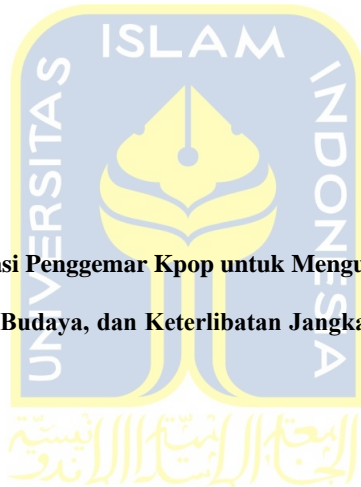 UNIVERSITAS ISLAM INDONESIA
asi Penggemar Kpop untuk Mengu
Budaya, dan Keterlibatan Jangka